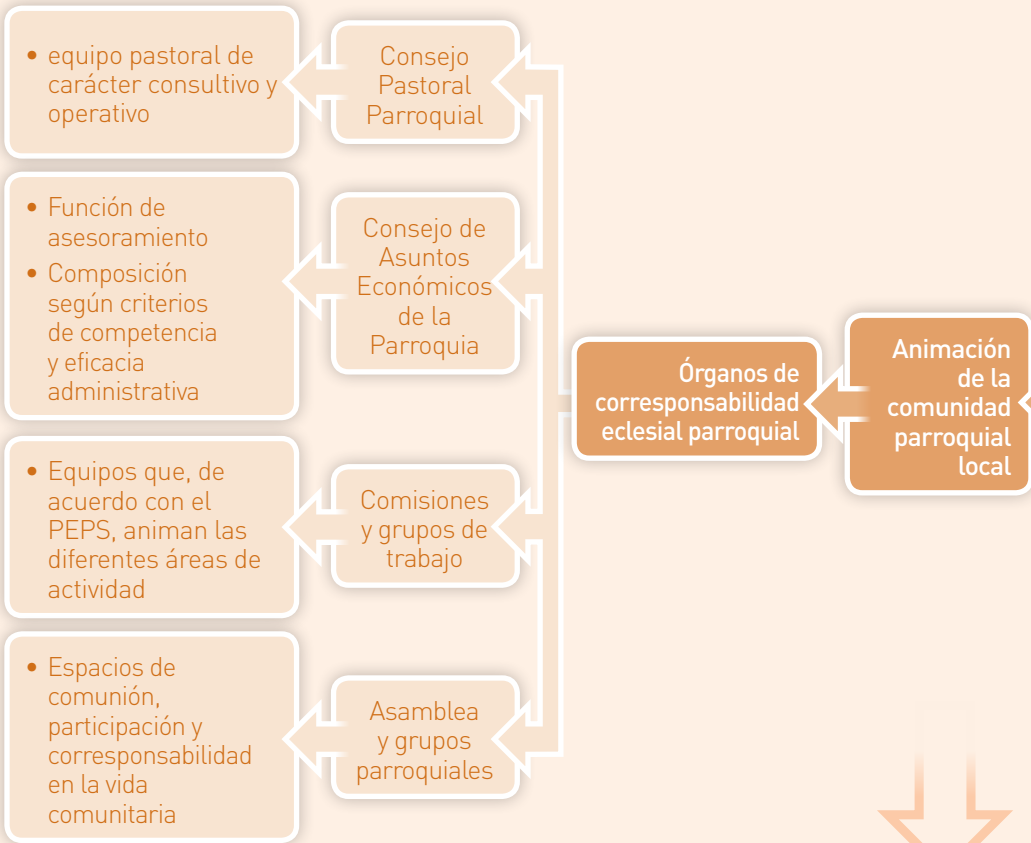 • equipo pastoral de
carácter consultivo y
operativo
Consejo
Pastoral
Parroquial
• Función de
asesoramiento
• Composición
según criterios
de competencia
y eficacia
administrativa
Consejo de
Asuntos
Económicos
de la
Parroquia
Órganos de
corresponsabilidad
eclesial parroquial
Animación
de la
comunidad
parroquial
local
• Equipos que, de
acuerdo con el
PEPS, animan las
diferentes áreas de
actividad
Comisiones
y grupos de
trabajo
• Espacios de
comunión,
participación y
corresponsabilidad
en la vida
comunitaria
Asamblea
y grupos
parroquiales